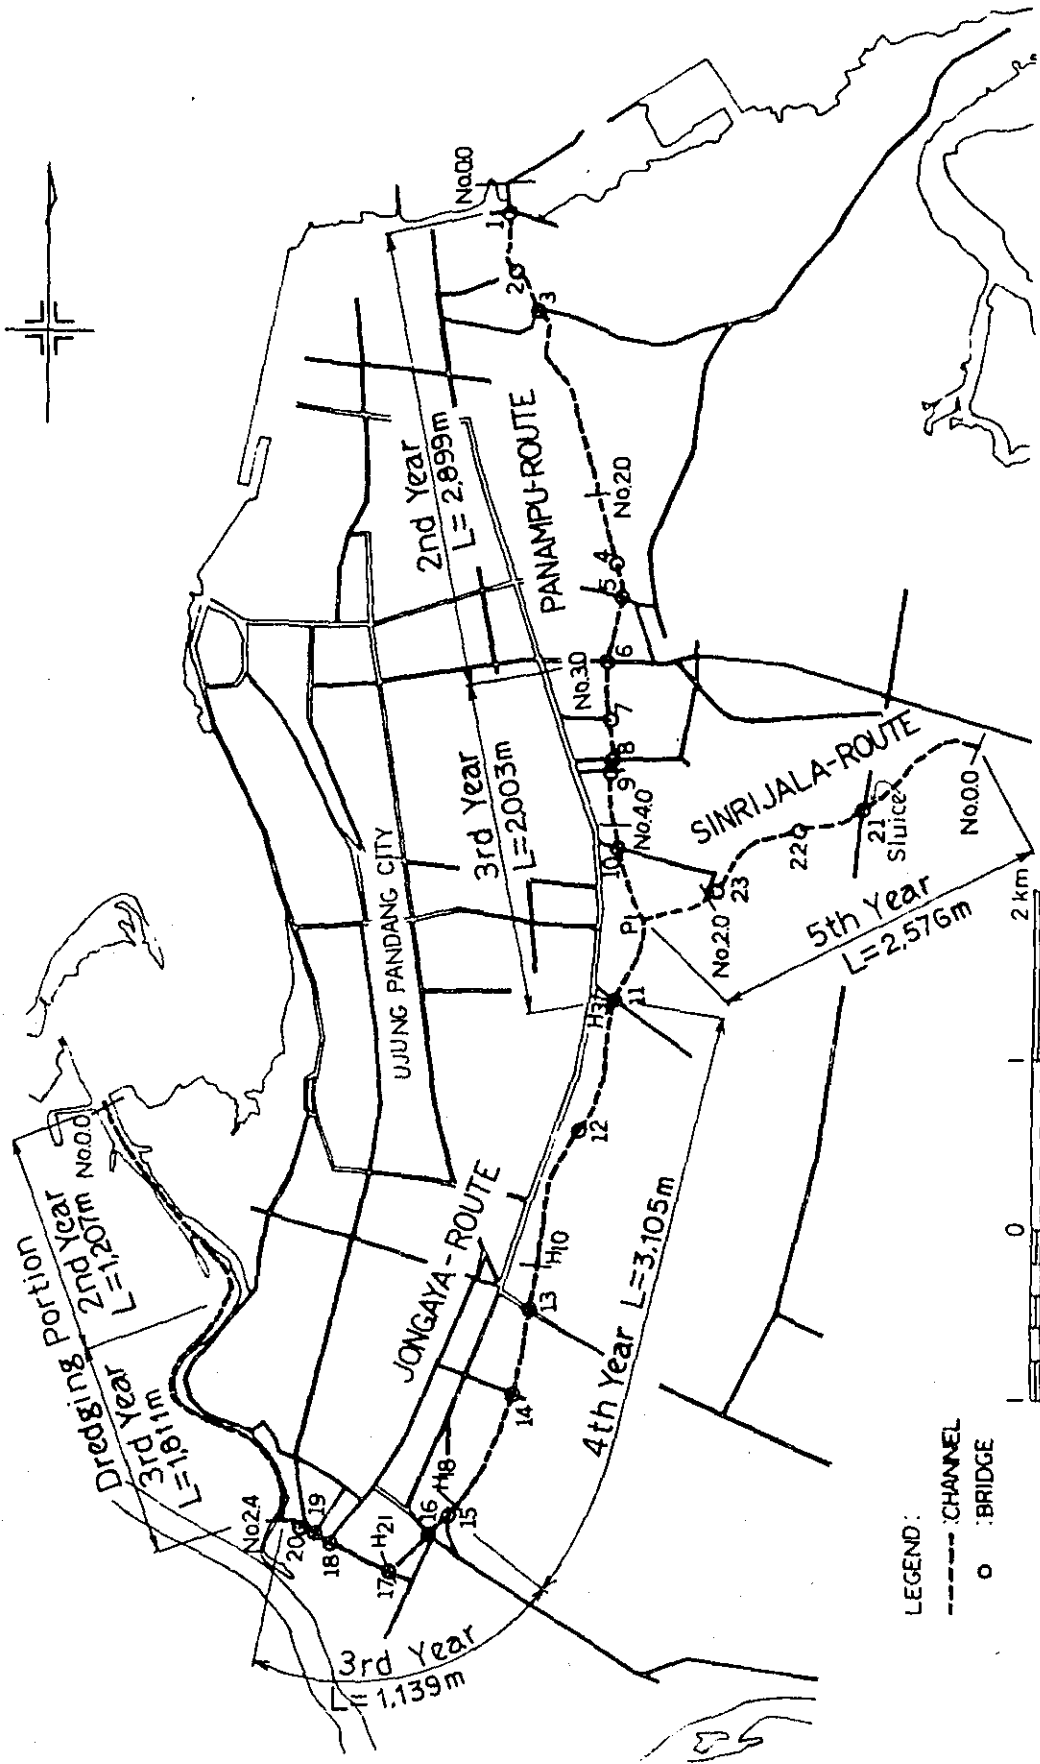 Dredging Portion
2nd Year
L=1,207m
3rd Year
L=1,811m
No.0.0
No.2.4
20
19
18
17
H21
16
15
H18
3rd Year
L=1,139m
JONGAYA-ROUTE
14
13
H10
12
4th Year L=3,105m
UJUNG PANDANG CITY
H37
11
P1
3rd Year
L=2,003m
10
No.4.0
9
8
7
No.3.0
6
5
4
No.2.0
PANAMPU-ROUTE
2nd Year
L=2,899m
3
2
1
No.0.0
SINRIJALA-ROUTE
No.2.0
23
22
21
Sluice
No.0.0
5th Year
L=2,576m
LEGEND:
-----:CHANNEL
o :BRIDGE
1 0 1 2 km